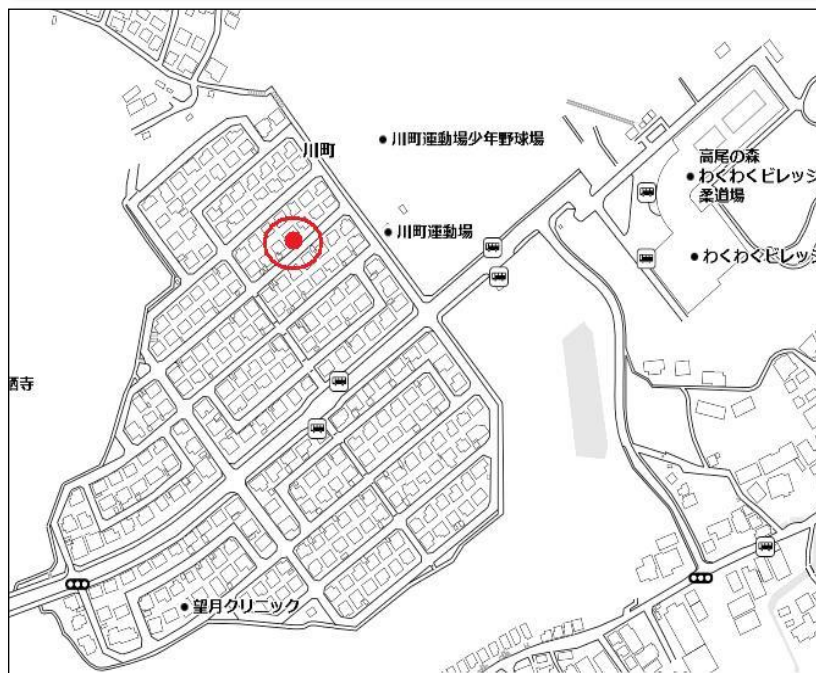 川町
川町運動場少年野球場
高尾の森
わくわくビレッジ
柔道場
川町運動場
わくわくビレッジ
栖寺
望月クリニック